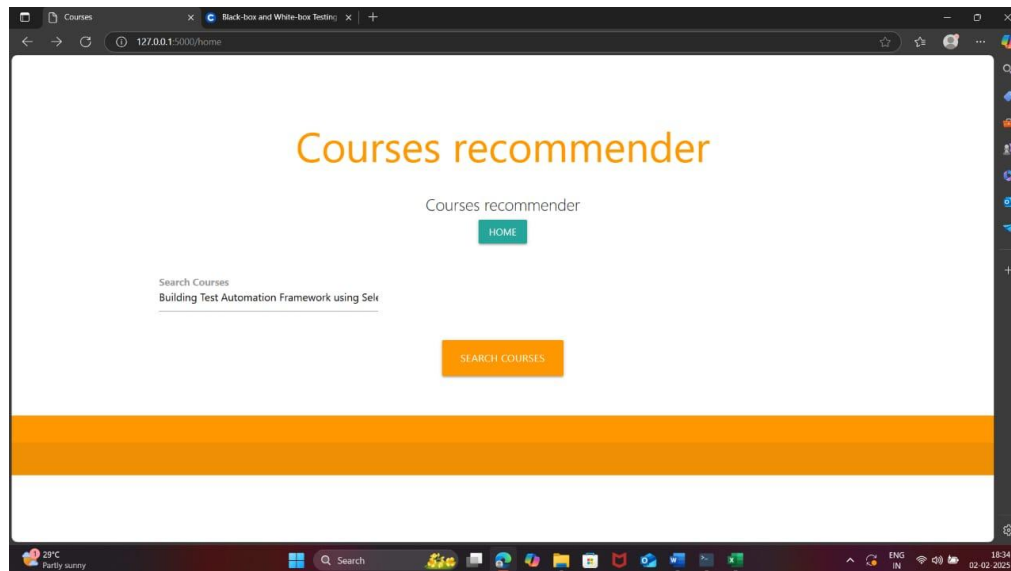 Courses
Black-box and White-box Testing
127.0.0.1:5000/home
Courses recommender
Courses recommender
HOME
Search Courses
Building Test Automation Framework using Sele
SEARCH COURSES
1
29°C
Partly sunny
Search
ENG
IN
18:34
02-02-2025